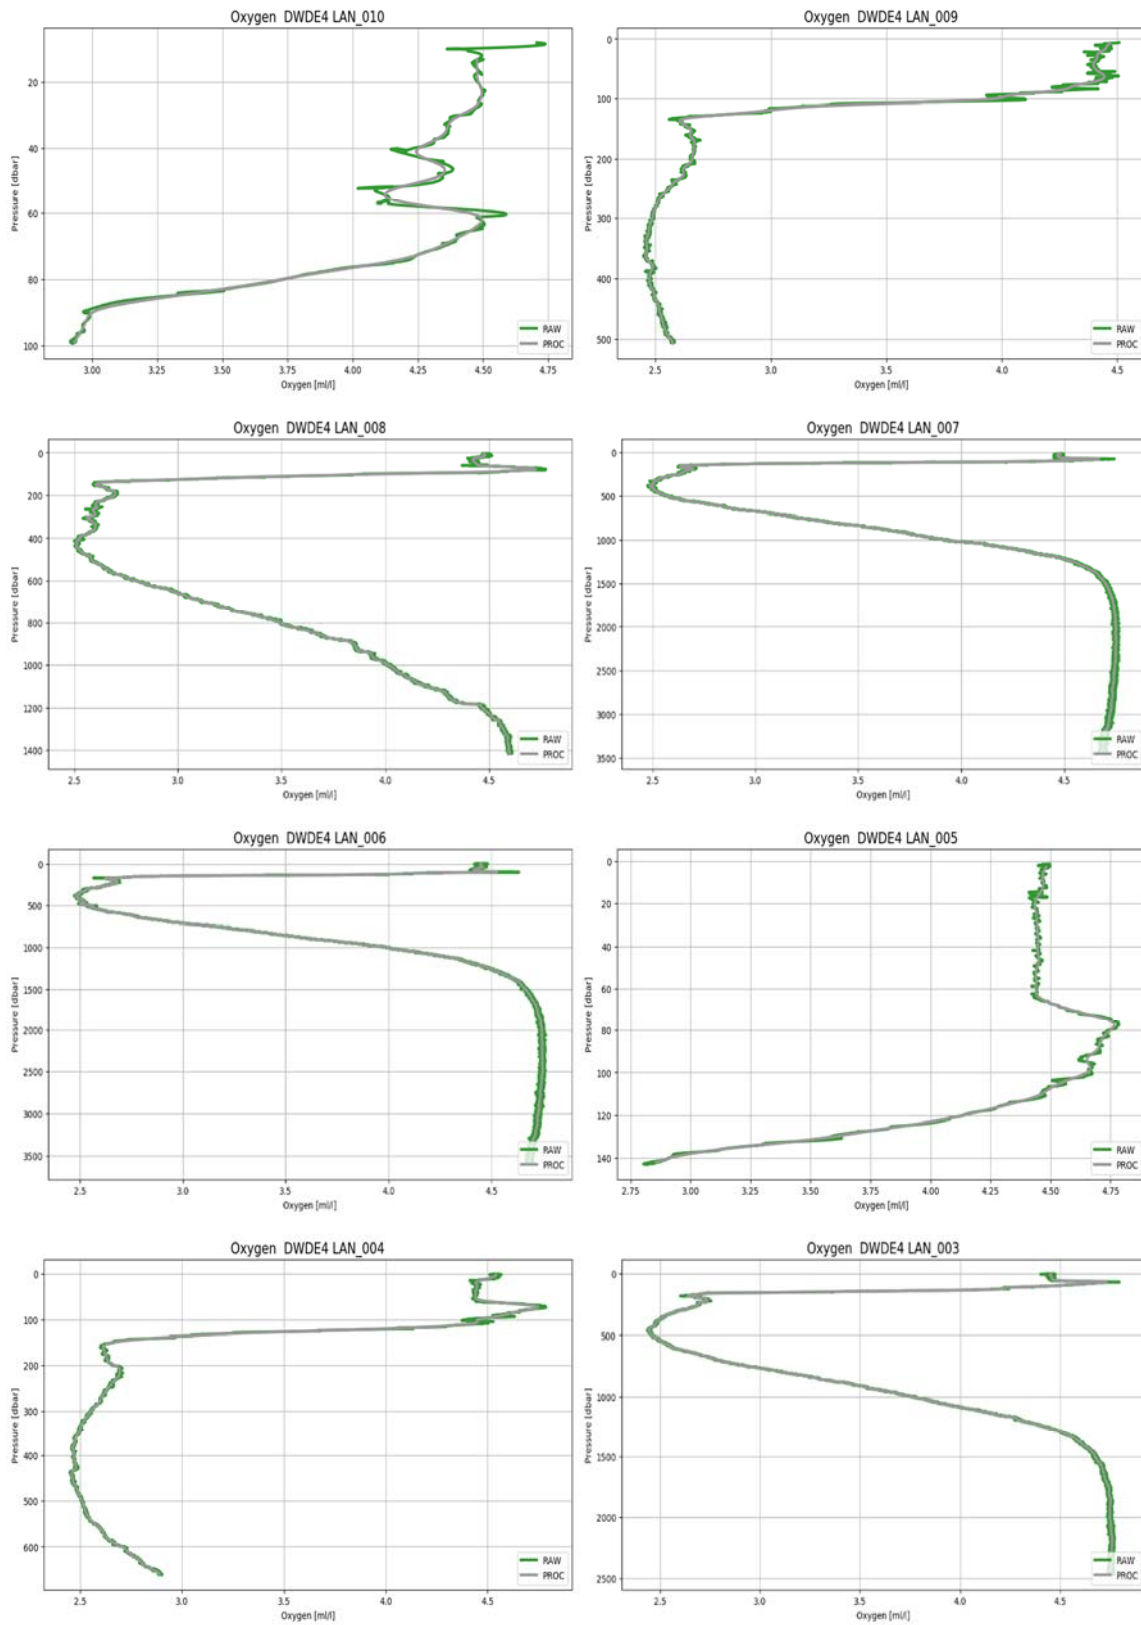 Oxygen DWDE4 LAN_010
Pressure [dbar]
20
40
60
80
100
3.00 3.25 3.50 3.75 4.00 4.25 4.50 4.75
Oxygen [ml/l]
RAW
PROC
Oxygen DWDE4 LAN_009
Pressure [dbar]
0
100
200
300
400
500
2.5 3.0 3.5 4.0 4.5
Oxygen [ml/l]
RAW
PROC
Oxygen DWDE4 LAN_008
Pressure [dbar]
0
200
400
600
800
1000
1200
1400
2.5 3.0 3.5 4.0 4.5
Oxygen [ml/l]
RAW
PROC
Oxygen DWDE4 LAN_007
Pressure [dbar]
0
500
1000
1500
2000
2500
3000
3500
2.5 3.0 3.5 4.0 4.5
Oxygen [ml/l]
RAW
PROC
Oxygen DWDE4 LAN_006
Pressure [dbar]
0
500
1000
1500
2000
2500
3000
3500
2.5 3.0 3.5 4.0 4.5
Oxygen [ml/l]
RAW
PROC
Oxygen DWDE4 LAN_005
Pressure [dbar]
0
20
40
60
80
100
120
140
2.75 3.00 3.25 3.50 3.75 4.00 4.25 4.50 4.75
Oxygen [ml/l]
RAW
PROC
Oxygen DWDE4 LAN_004
Pressure [dbar]
0
100
200
300
400
500
600
2.5 3.0 3.5 4.0 4.5
Oxygen [ml/l]
RAW
PROC
Oxygen DWDE4 LAN_003
Pressure [dbar]
0
500
1000
1500
2000
2500
2.5 3.0 3.5 4.0 4.5
Oxygen [ml/l]
RAW
PROC